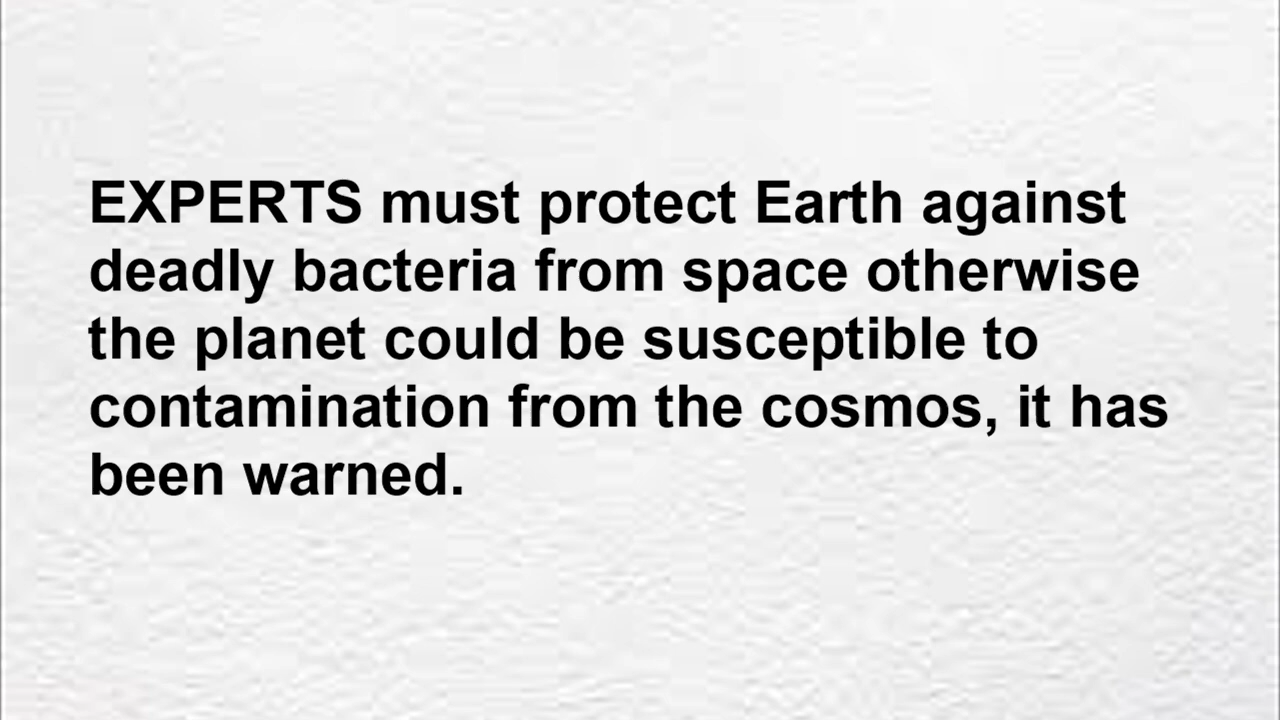 EXPERTS must protect Earth against
deadly bacteria from space otherwise
the planet could be susceptible to
contamination from the cosmos, it has
been warned.